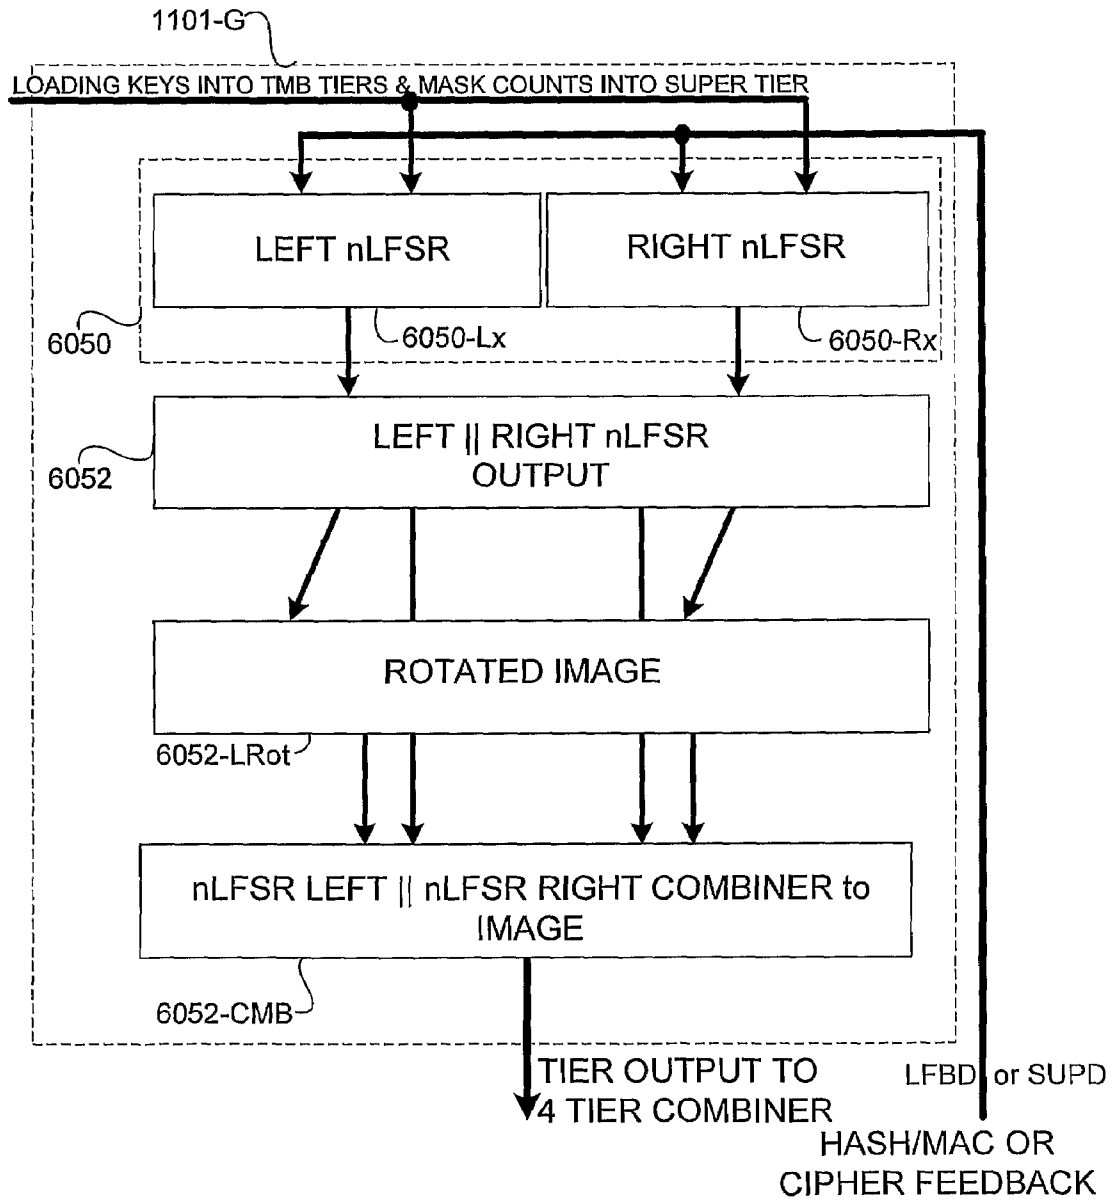 1101-G
LOADING KEYS INTO TMB TIERS & MASK COUNTS INTO SUPER TIER
LEFT nLFSR
RIGHT nLFSR
6050
6050-Lx
6050-Rx
LEFT || RIGHT nLFSR
OUTPUT
6052
ROTATED IMAGE
6052-LRot
nLFSR LEFT || nLFSR RIGHT COMBINER to
IMAGE
6052-CMB
TIER OUTPUT TO
4 TIER COMBINER
LFBD or SUPD
HASH/MAC OR
CIPHER FEEDBACK